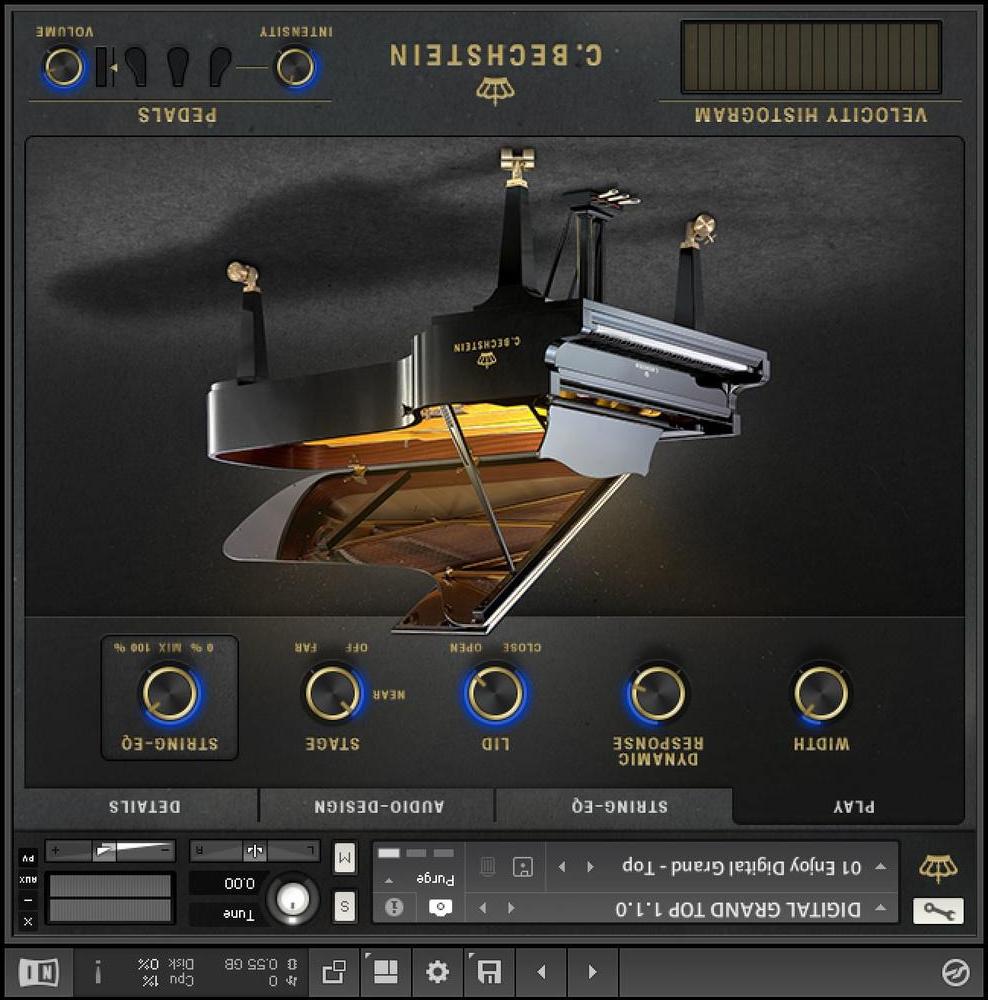 0 0.55 GB Cpu 1%
0 Disk 0%
DIGITAL GRAND TOP 1.1.0
S Tune
01 Enjoy Digital Grand - Top
Purge
M 0.00
L R
- +
X
-
AUX
PV
PLAY STRING-EQ AUDIO-DESIGN DETAILS
WIDTH DYNAMIC
RESPONSE LID STAGE STRING-EQ
NEAR
CLOSE OPEN OFF FAR 0 % MIX 100 %
C.BECHSTEIN
VELOCITY HISTOGRAM
PEDALS
C.BECHSTEIN
INTENSITY VOLUME